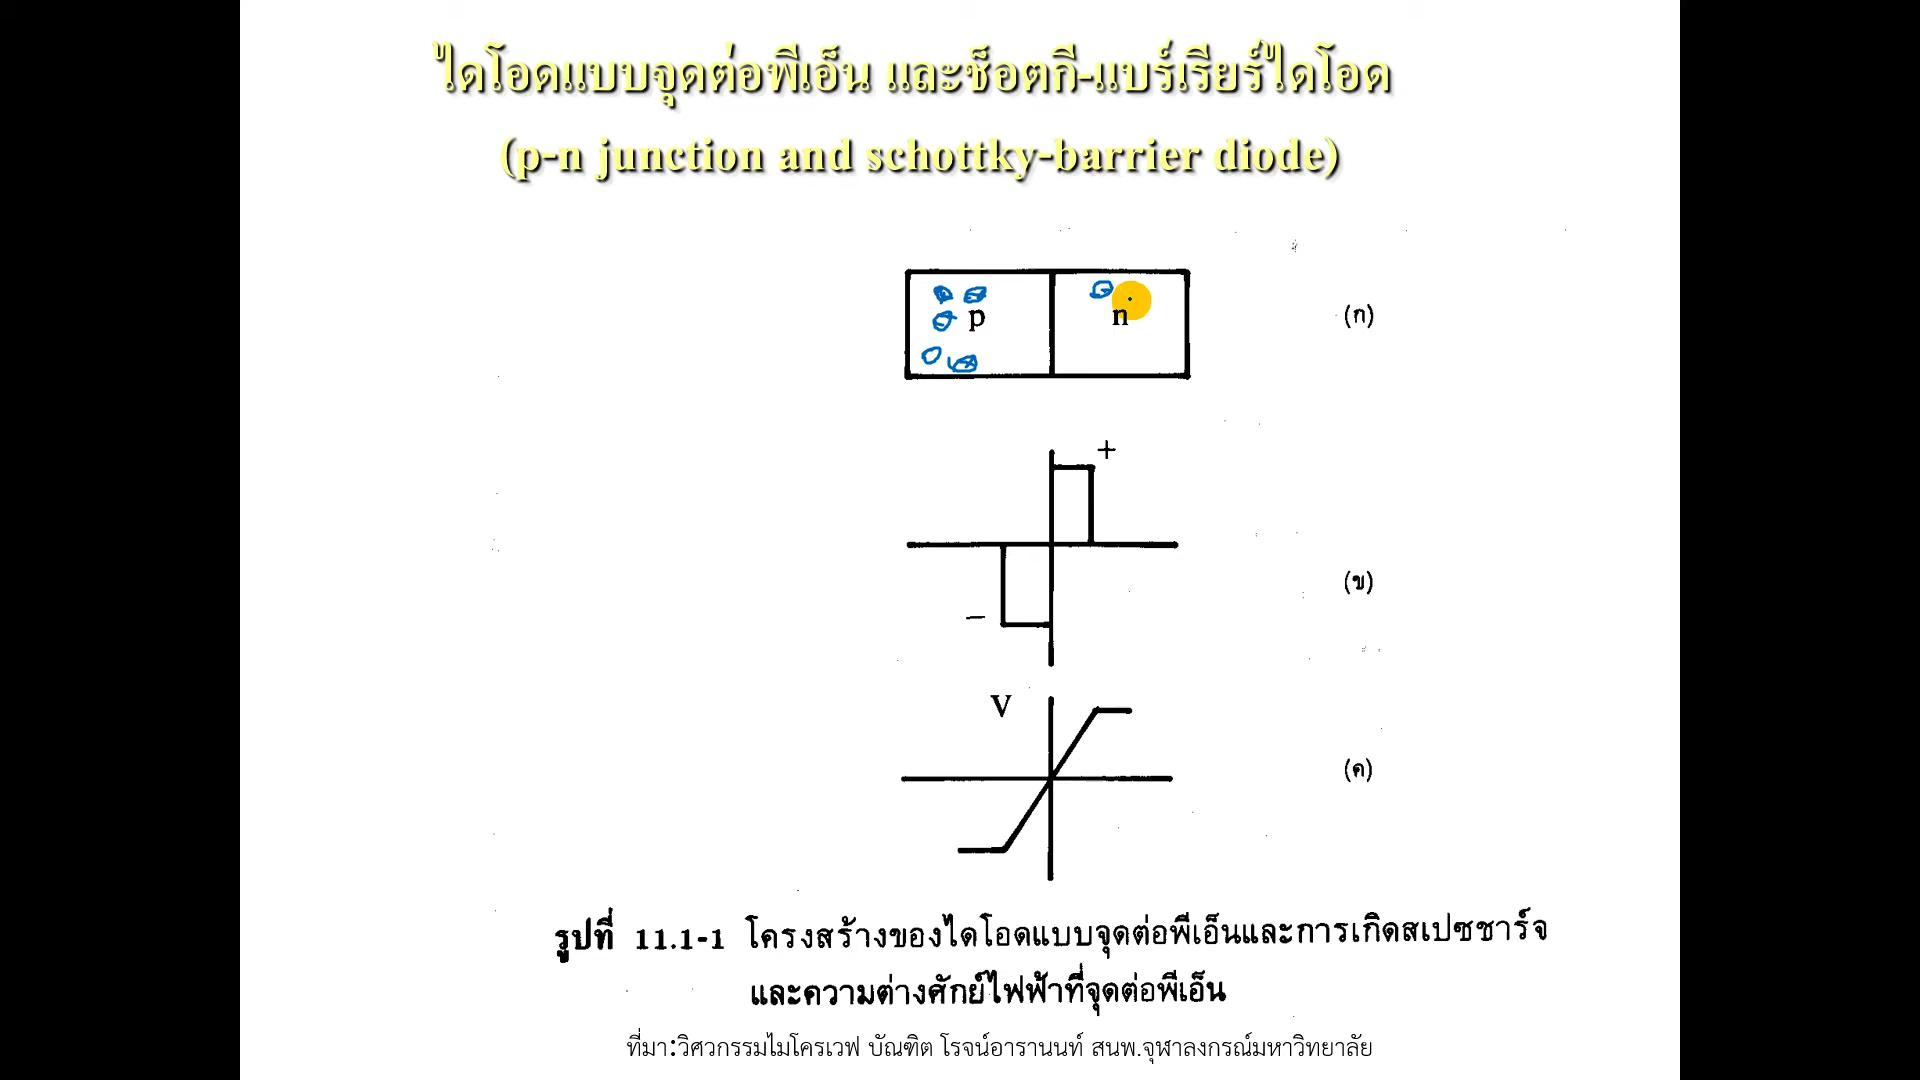 ไดโอดแบบจุดต่อพีเอ็น และช็อตกี-แบร์เรียร์ไดโอด
(p-n junction and schottky-barrier diode)
p n (ก)
+
(ข)
−
V
(ค)
รูปที่ 11.1-1 โครงสร้างของไดโอดแบบจุดต่อพีเอ็นและการเกิดสเปซชาร์จ
และความต่างศักย์ไฟฟ้าที่จุดต่อพีเอ็น
ที่มา:วิศวกรรมไมโครเวฟ บัณฑิต โรจน์อารานนท์ สนพ.จุฬาลงกรณ์มหาวิทยาลัย